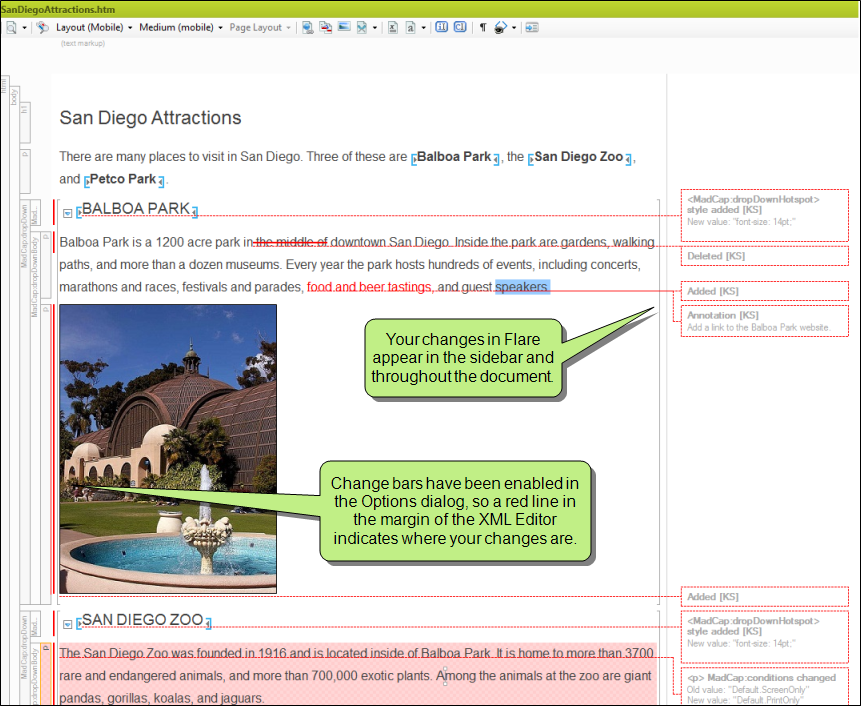 SanDiegoAttractions.htm
Layout (Mobile) Medium (mobile) Page Layout
(text markup)
html
body
h1
San Diego Attractions
p
There are many places to visit in San Diego. Three of these are Balboa Park, the San Diego Zoo,
and Petco Park.
MadCap:dropDown
Mad...
BALBOA PARK
<MadCap:dropDownHotspot>
style added [KS]
New value: "font-size: 14pt;"
MadCap:dropDownBody
p
Balboa Park is a 1200 acre park in the middle of downtown San Diego. Inside the park are gardens, walking
Deleted [KS]
paths, and more than a dozen museums. Every year the park hosts hundreds of events, including concerts,
marathons and races, festivals and parades, food and beer tastings, and guest speakers.
Added [KS]
Annotation [KS]
Add a link to the Balboa Park website.
p
Your changes in Flare
appear in the sidebar and
throughout the document.
Change bars have been enabled in
the Options dialog, so a red line in
the margin of the XML Editor
indicates where your changes are.
Added [KS]
MadCap:dropDown
Mad...
SAN DIEGO ZOO
<MadCap:dropDownHotspot>
style added [KS]
New value: "font-size: 14pt;"
dropDownBody
p
The San Diego Zoo was founded in 1916 and is located inside of Balboa Park. It is home to more than 3700
rare and endangered animals, and more than 700,000 exotic plants. Among the animals at the zoo are giant
pandas, gorillas, koalas, and jaguars.
<p> MadCap:conditions changed
Old value: "Default.ScreenOnly"
New value: "Default.PrintOnly"